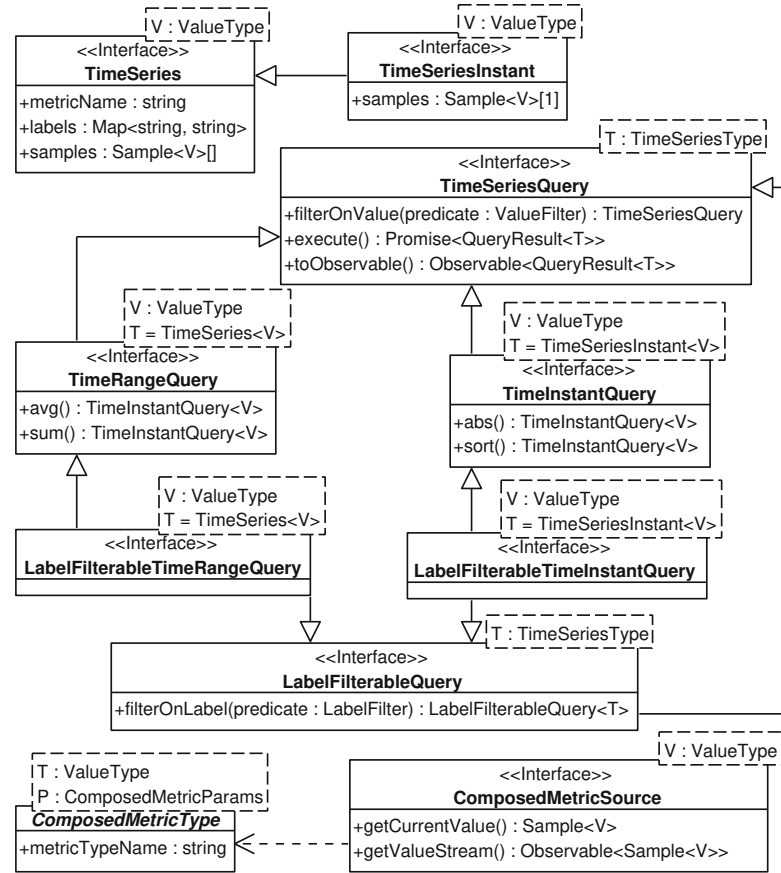 V : ValueType
<<Interface>>
TimeSeries
+metricName : string
+labels : Map<string, string>
+samples : Sample<V>[]
V : ValueType
<<Interface>>
TimeSeriesInstant
+samples : Sample<V>[1]
T : TimeSeriesType
<<Interface>>
TimeSeriesQuery
+filterOnValue(predicate : ValueFilter) : TimeSeriesQuery
+execute() : Promise<QueryResult<T>>
+toObservable() : Observable<QueryResult<T>>
V : ValueType
T = TimeSeries<V>
<<Interface>>
TimeRangeQuery
+avg() : TimeInstantQuery<V>
+sum() : TimeInstantQuery<V>
V : ValueType
T = TimeSeriesInstant<V>
<<Interface>>
TimeInstantQuery
+abs() : TimeInstantQuery<V>
+sort() : TimeInstantQuery<V>
V : ValueType
T = TimeSeries<V>
<<Interface>>
LabelFilterableTimeRangeQuery
V : ValueType
T = TimeSeriesInstant<V>
<<Interface>>
LabelFilterableTimeInstantQuery
T : TimeSeriesType
<<Interface>>
LabelFilterableQuery
+filterOnLabel(predicate : LabelFilter) : LabelFilterableQuery<T>
T : ValueType
P : ComposedMetricParams
ComposedMetricType
+metricTypeName : string
V : ValueType
<<Interface>>
ComposedMetricSource
+getCurrentValue() : Sample<V>
+getValueStream() : Observable<Sample<V>>